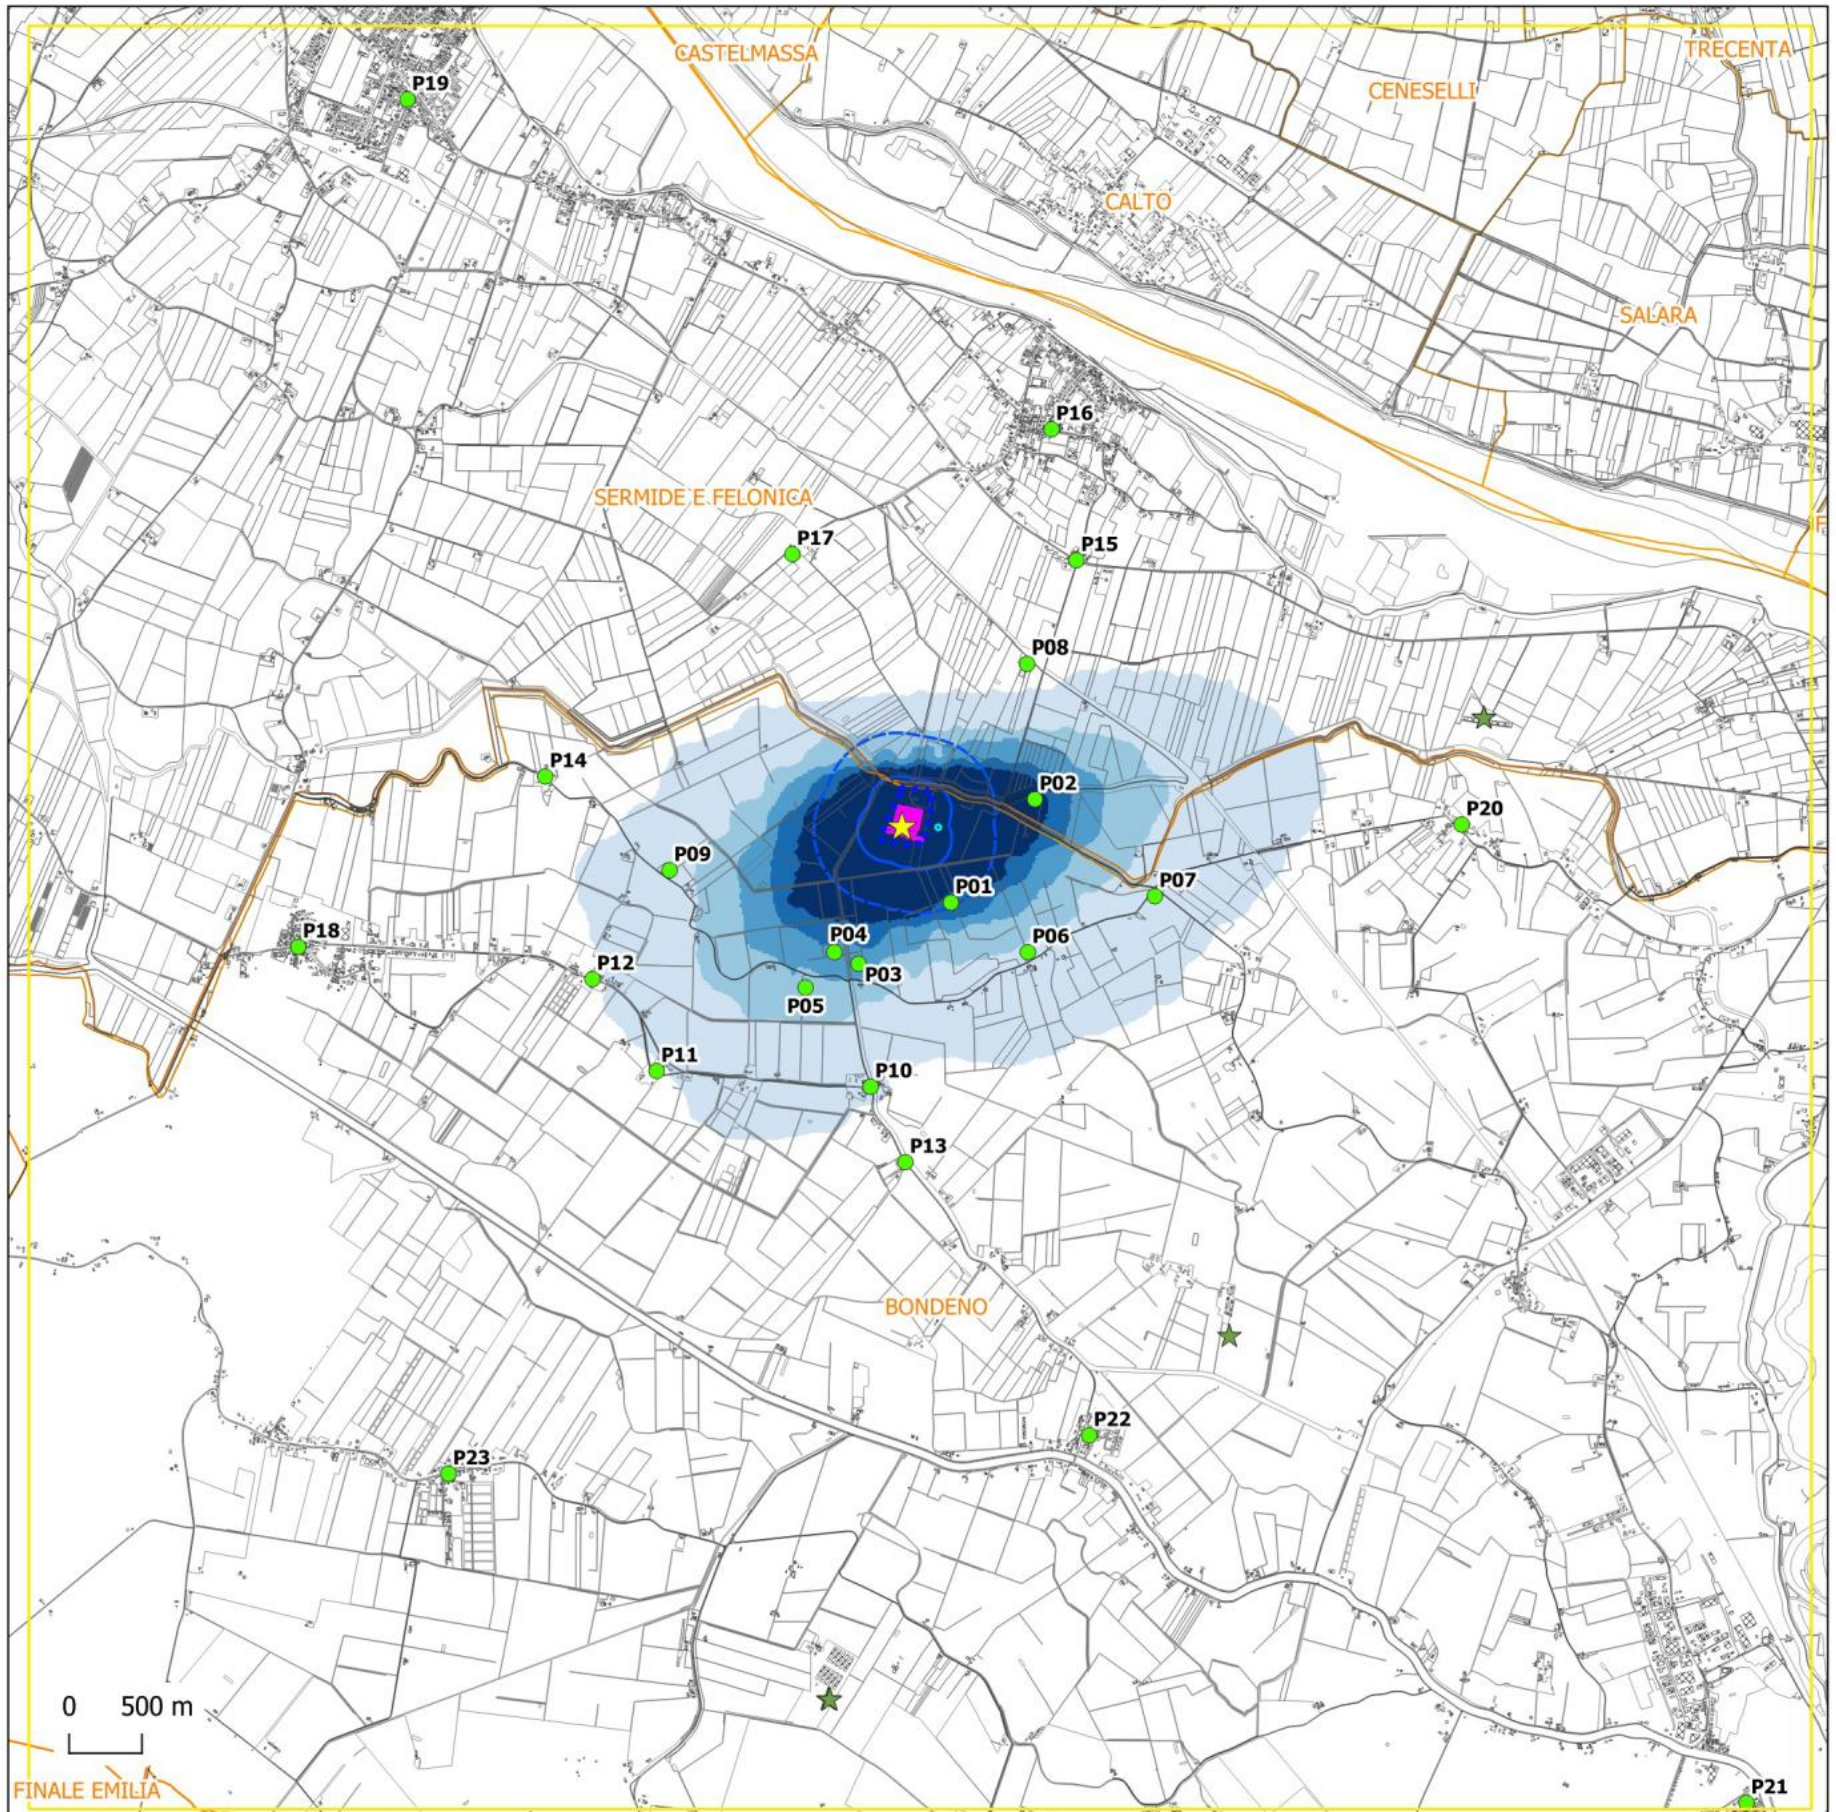 CASTELMASSA
TRECENTA
P19
CENESELLI
CALTO
SALARA
P16
SERMIDE E FELONICA
F
P17
P15
P08
P14
P02
P20
P09
P07
P01
P18
P04
P06
P12
P03
P05
P11
P10
P13
BONDENO
P22
P23
0 500 m
FINALE EMILIA
P21